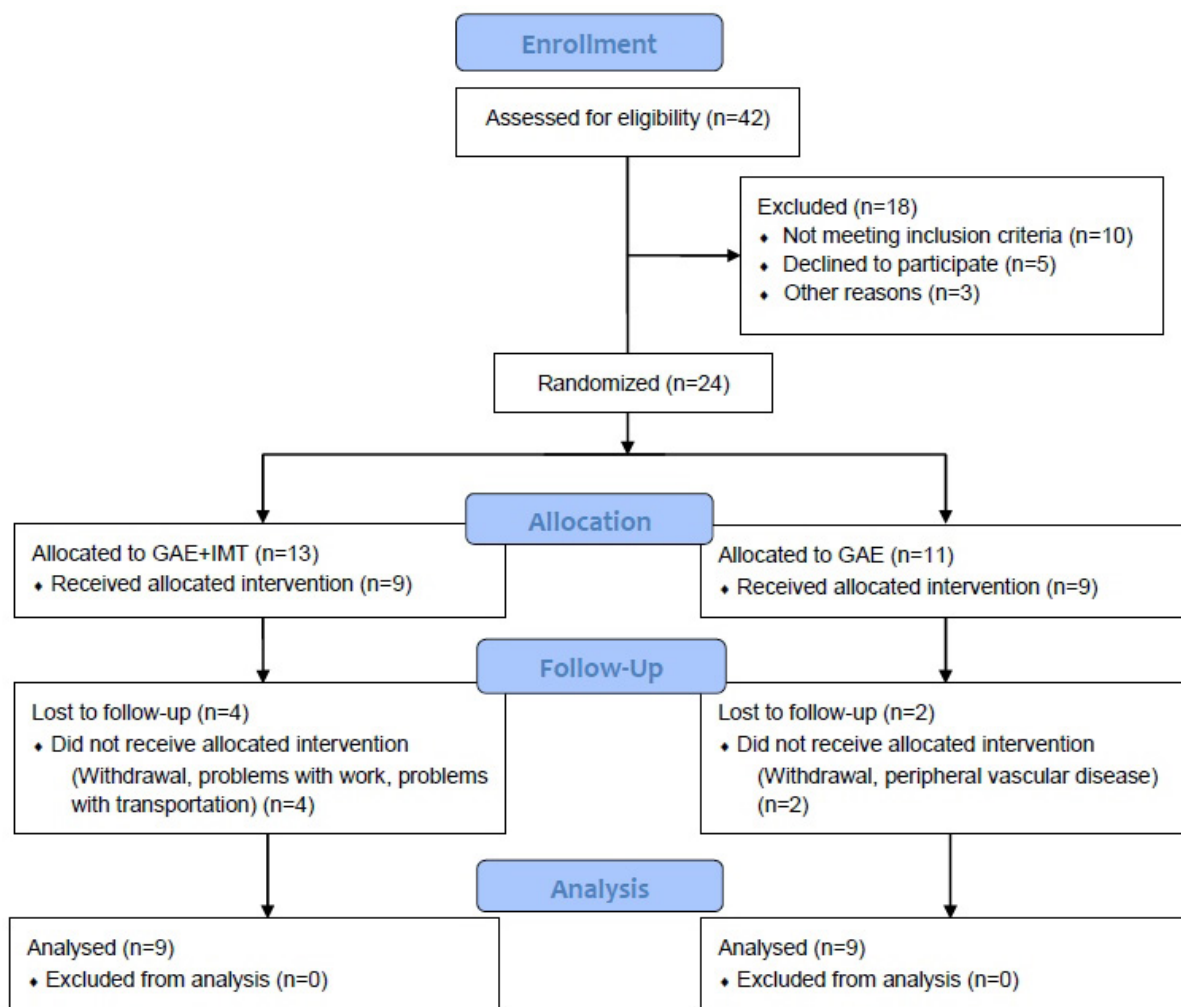 Enrollment
Assessed for eligibility (n=42)
Excluded (n=18)
♦ Not meeting inclusion criteria (n=10)
♦ Declined to participate (n=5)
♦ Other reasons (n=3)
Randomized (n=24)
Allocation
Allocated to GAE+IMT (n=13)
♦ Received allocated intervention (n=9)
Allocated to GAE (n=11)
♦ Received allocated intervention (n=9)
Follow-Up
Lost to follow-up (n=4)
♦ Did not receive allocated intervention
(Withdrawal, problems with work, problems
with transportation) (n=4)
Lost to follow-up (n=2)
♦ Did not receive allocated intervention
(Withdrawal, peripheral vascular disease)
(n=2)
Analysis
Analysed (n=9)
♦ Excluded from analysis (n=0)
Analysed (n=9)
♦ Excluded from analysis (n=0)